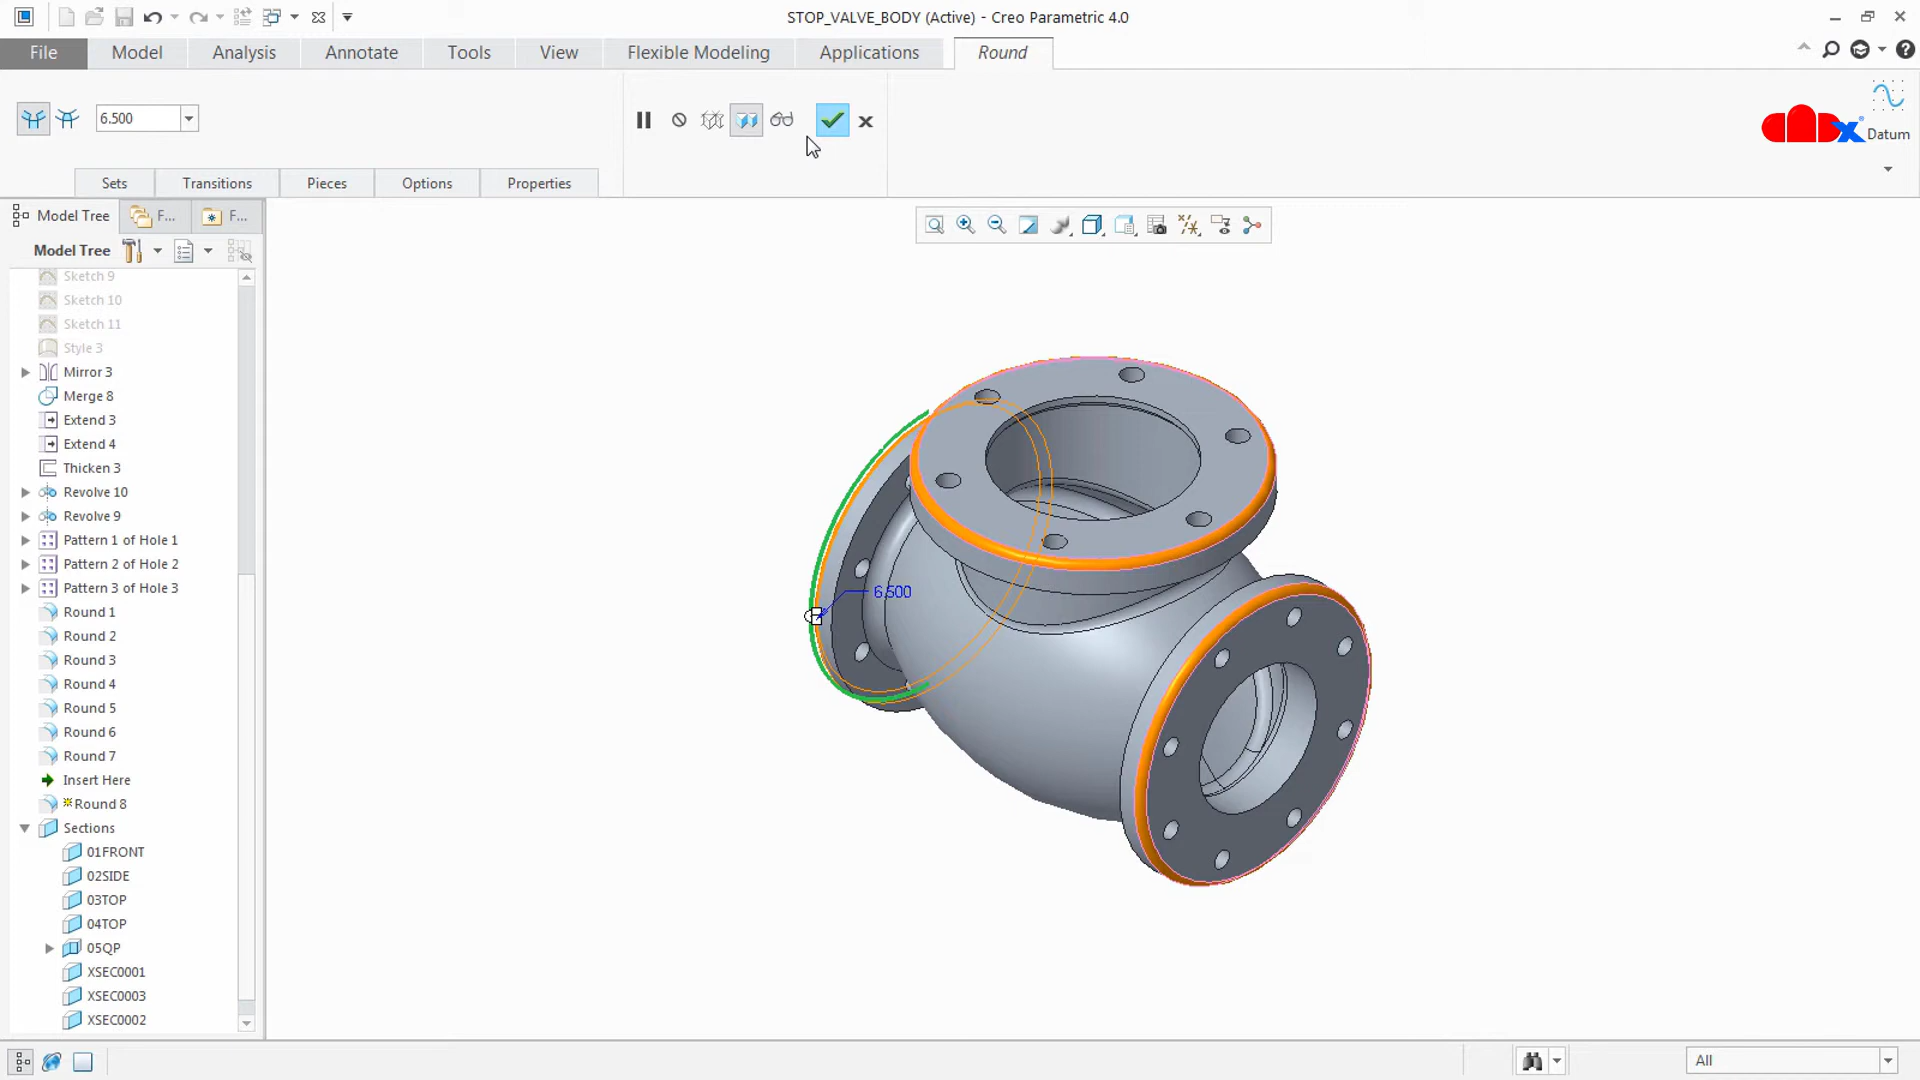 STOP_VALVE_BODY (Active) - Creo Parametric 4.0
File
Model
Analysis
Annotate
Tools
View
Flexible Modeling
Applications
Round
6.500
Datum
Sets
Transitions
Pieces
Options
Properties
Model Tree
F...
F...
Model Tree
Sketch 9
Sketch 10
Sketch 11
Style 3
Mirror 3
Merge 8
Extend 3
Extend 4
Thicken 3
Revolve 10
Revolve 9
Pattern 1 of Hole 1
Pattern 2 of Hole 2
Pattern 3 of Hole 3
Round 1
Round 2
Round 3
Round 4
Round 5
Round 6
Round 7
Insert Here
Round 8
Sections
01FRONT
02SIDE
03TOP
04TOP
05QP
XSEC0001
XSEC0003
XSEC0002
6.500
All